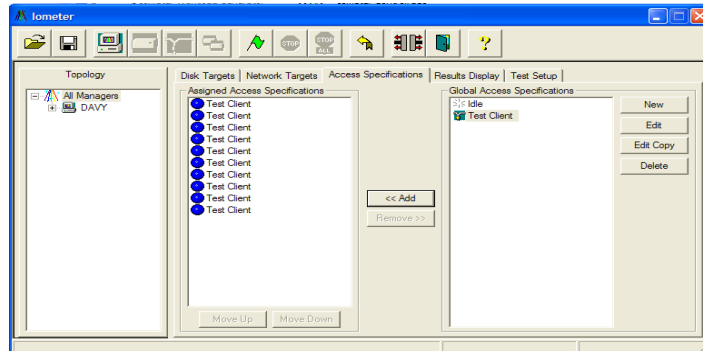 Iometer
STOP
STOP ALL
?
Topology
All Managers
DAVY
Disk Targets
Network Targets
Access Specifications
Results Display
Test Setup
Assigned Access Specifications
Test Client
Test Client
Test Client
Test Client
Test Client
Test Client
Test Client
Test Client
Test Client
Test Client
Move Up
Move Down
<< Add
Remove >>
Global Access Specifications
Idle
Test Client
New
Edit
Edit Copy
Delete